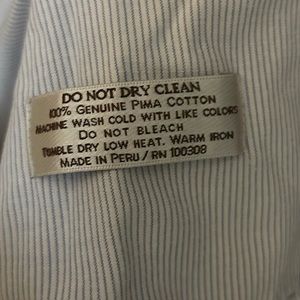 DO NOT DRY CLEAN
100% GENUINE PIMA COTTON
MACHINE WASH COLD WITH LIKE COLORS
DO NOT BLEACH
TUMBLE DRY LOW HEAT. WARM IRON
MADE IN PERU / RN 100308